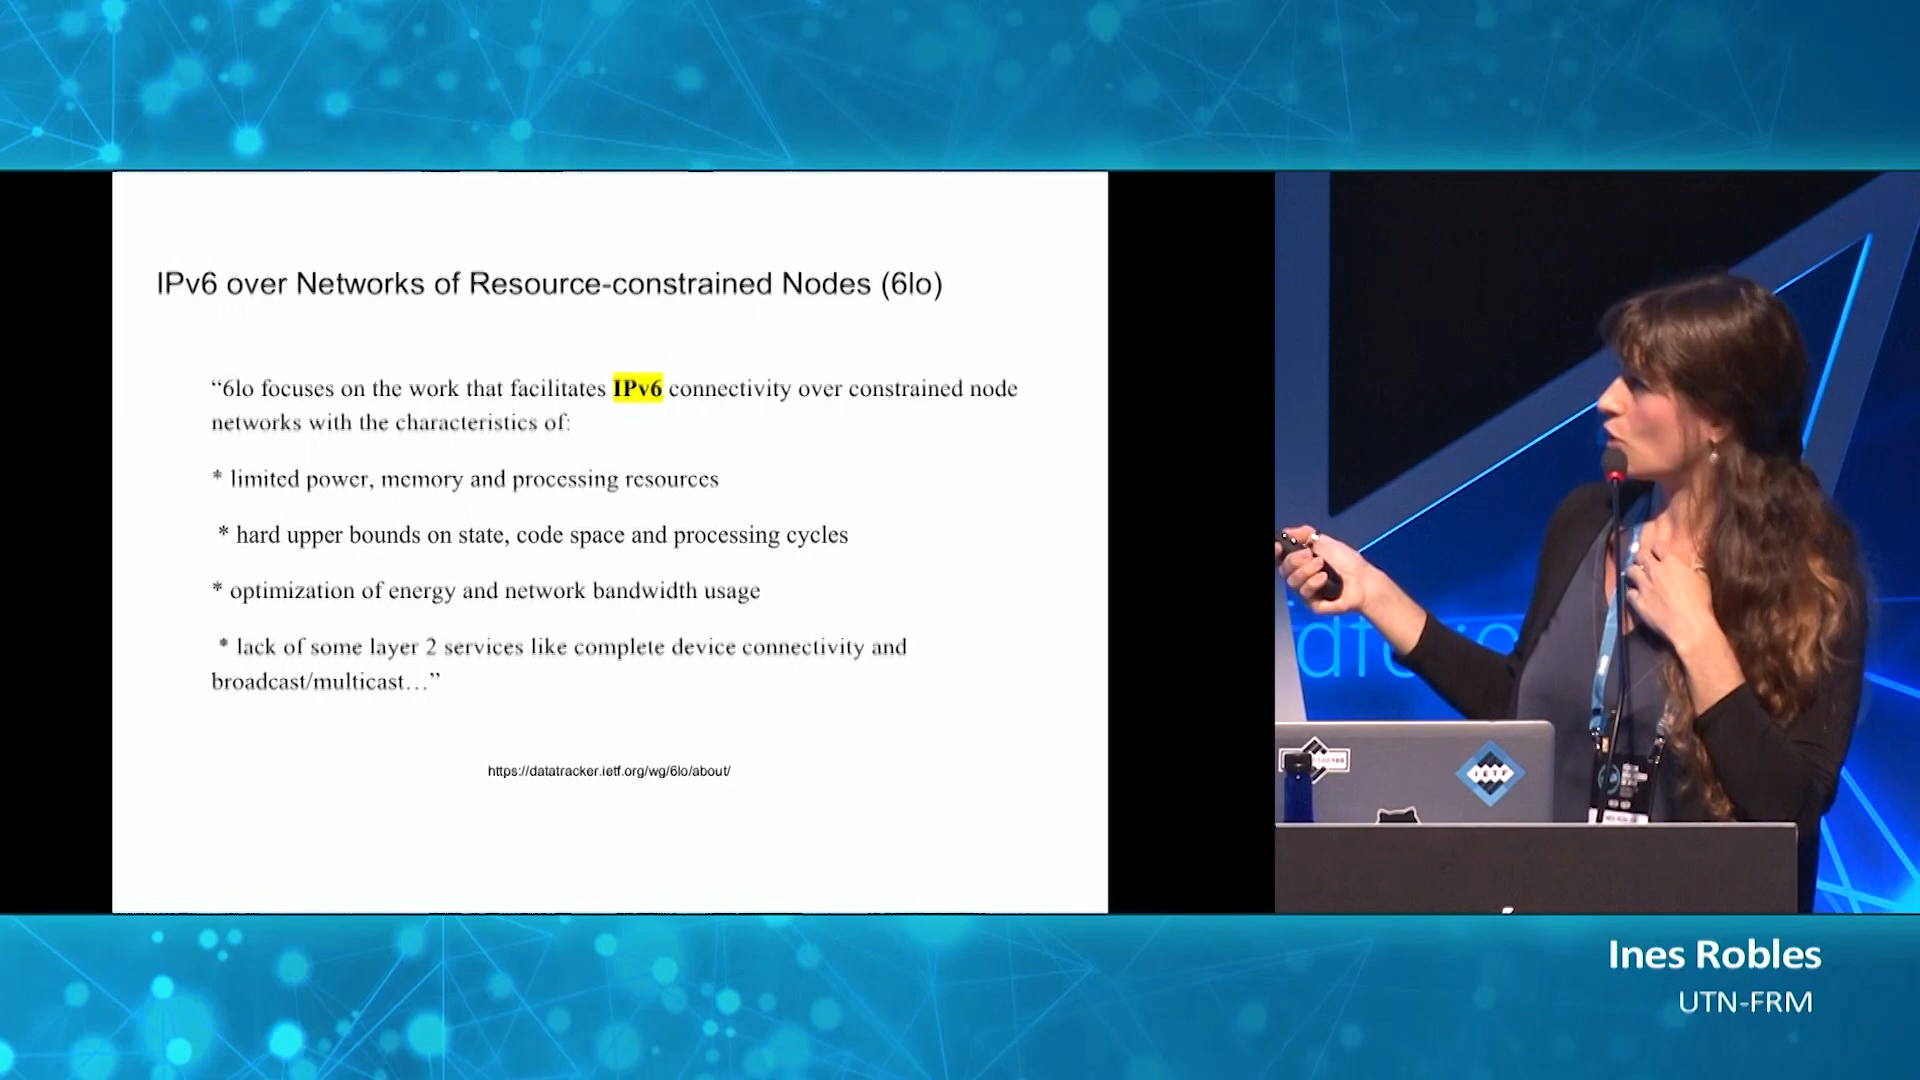 IPv6 over Networks of Resource-constrained Nodes (6lo)
“6lo focuses on the work that facilitates IPv6 connectivity over constrained node
networks with the characteristics of:
* limited power, memory and processing resources
* hard upper bounds on state, code space and processing cycles
* optimization of energy and network bandwidth usage
* lack of some layer 2 services like complete device connectivity and
broadcast/multicast…”
https://datatracker.ietf.org/wg/6lo/about/
IETF
Ines Robles
UTN-FRM